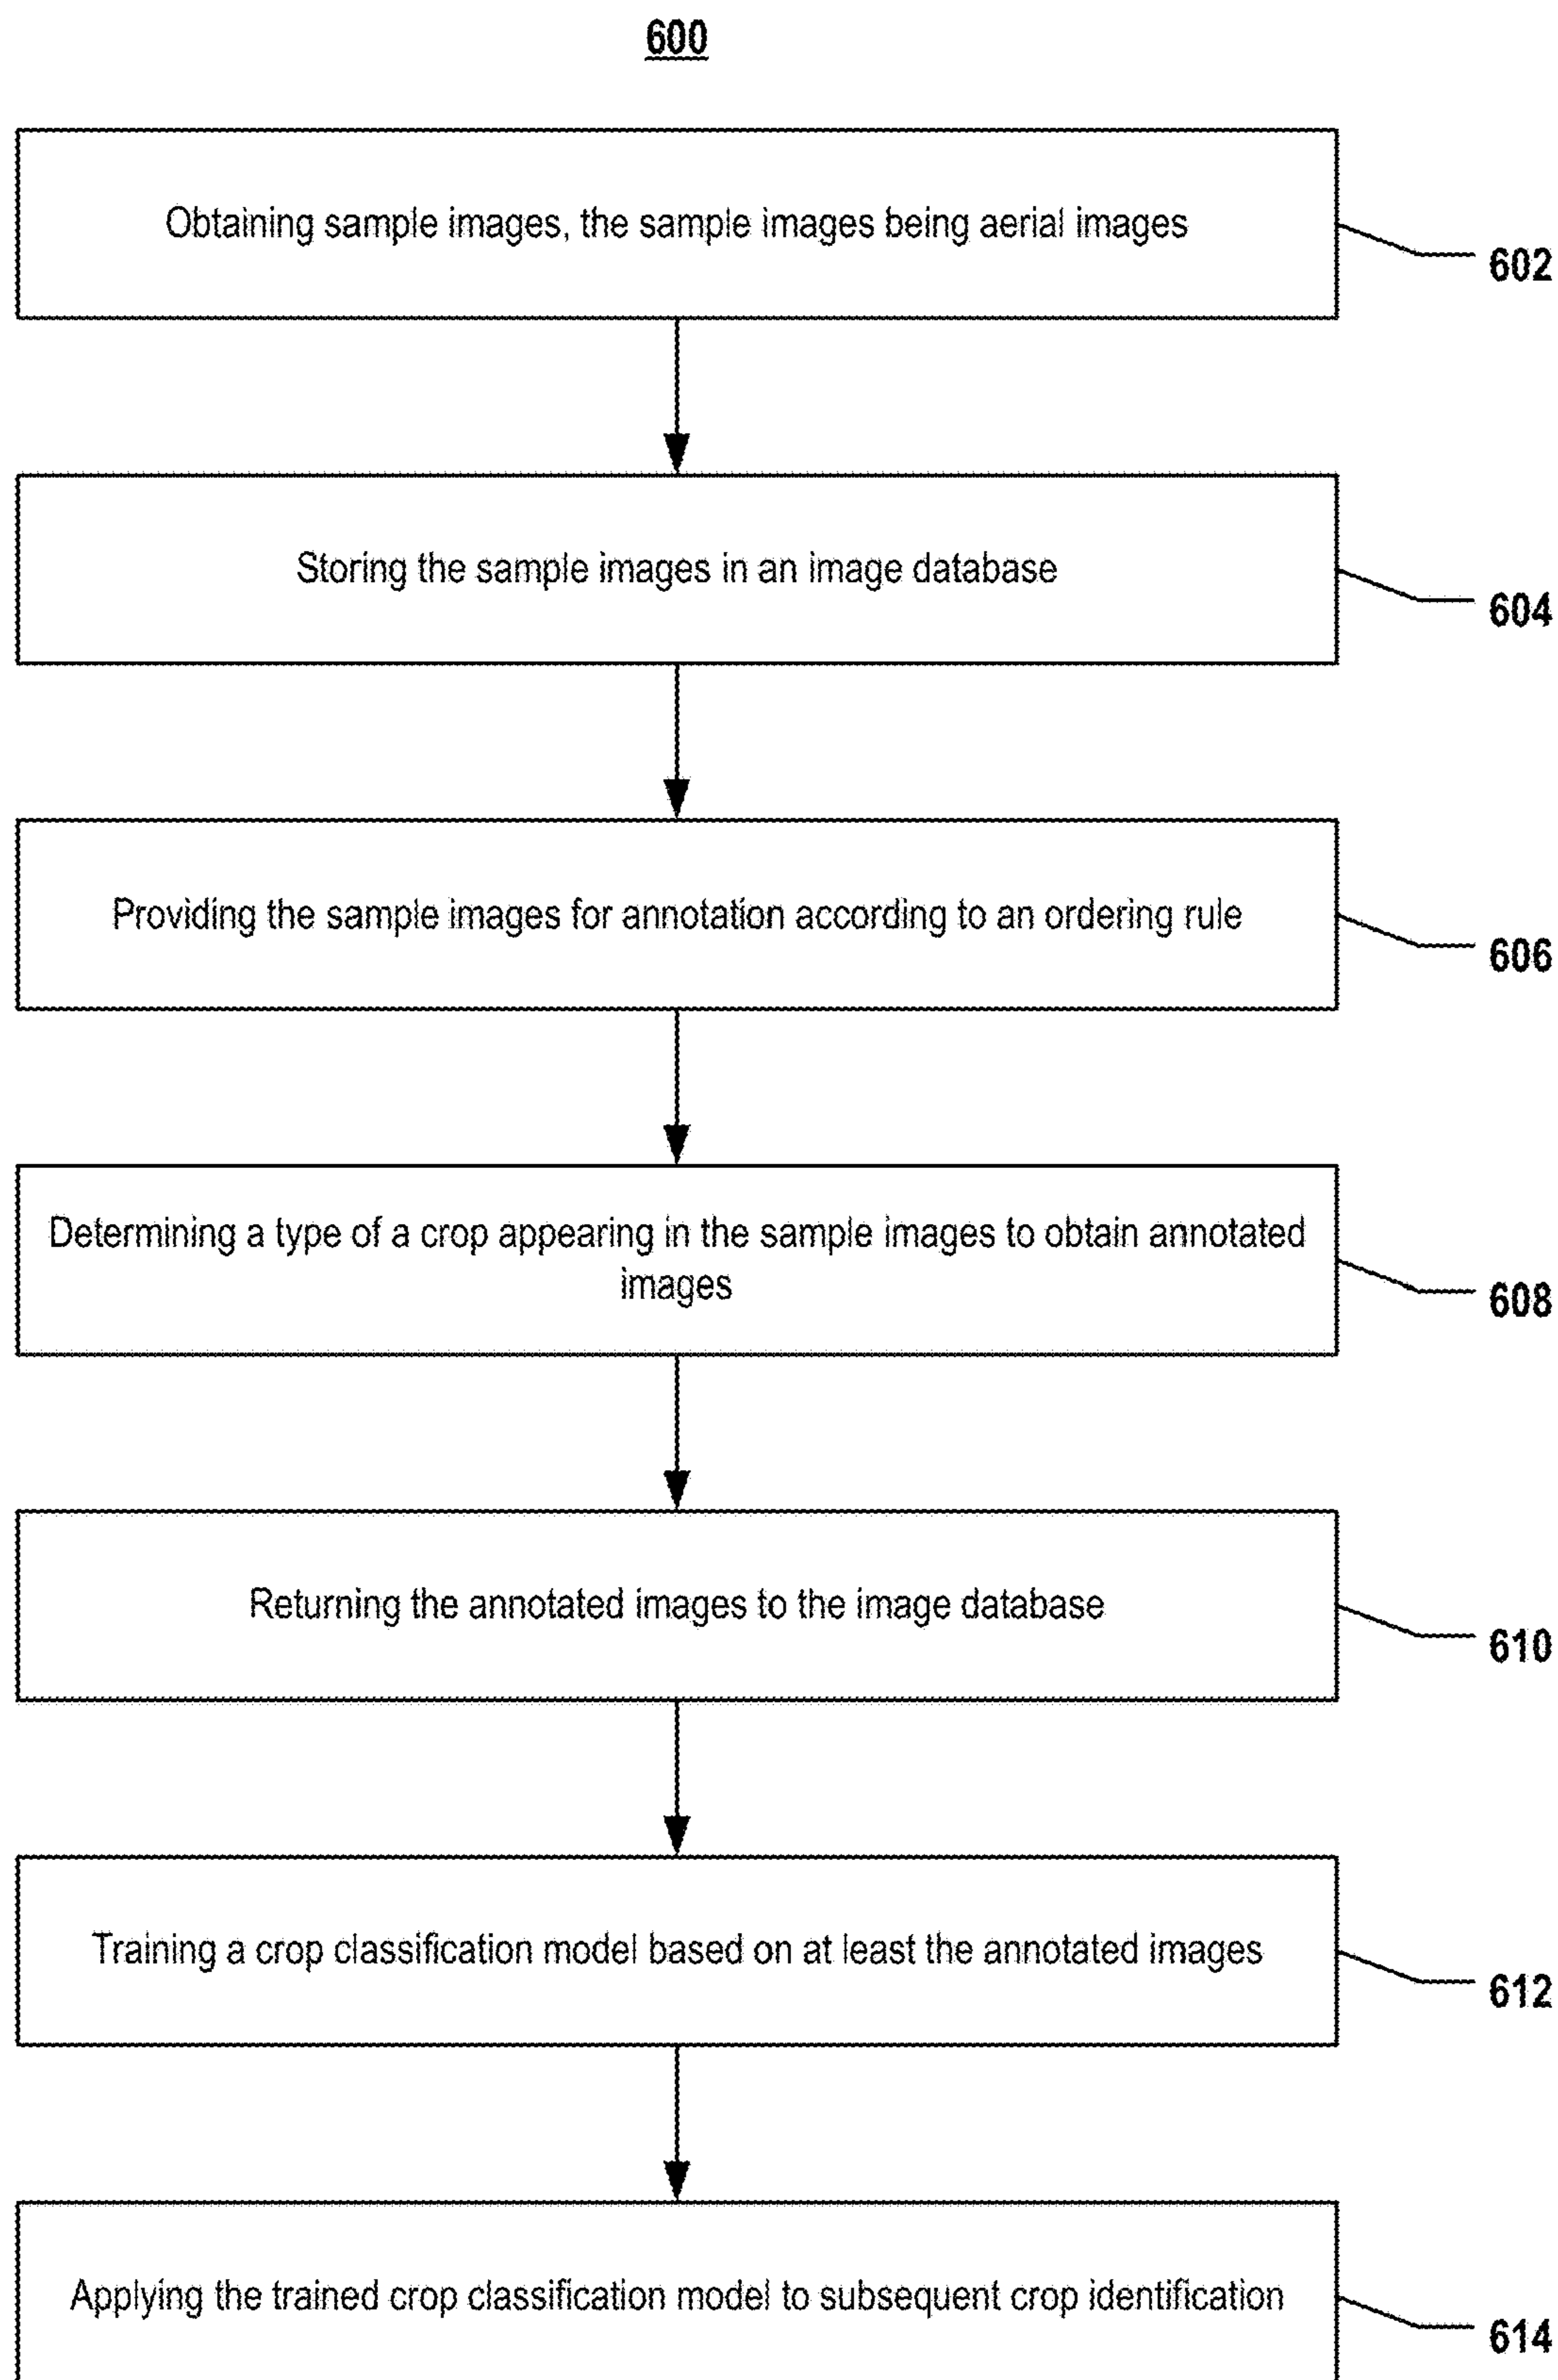 600
Obtaining sample images, the sample images being aerial images
602
Storing the sample images in an image database
604
Providing the sample images for annotation according to an ordering rule
606
Determining a type of a crop appearing in the sample images to obtain annotated
images
608
Returning the annotated images to the image database
610
Training a crop classification model based on at least the annotated images
612
Applying the trained crop classification model to subsequent crop identification
614